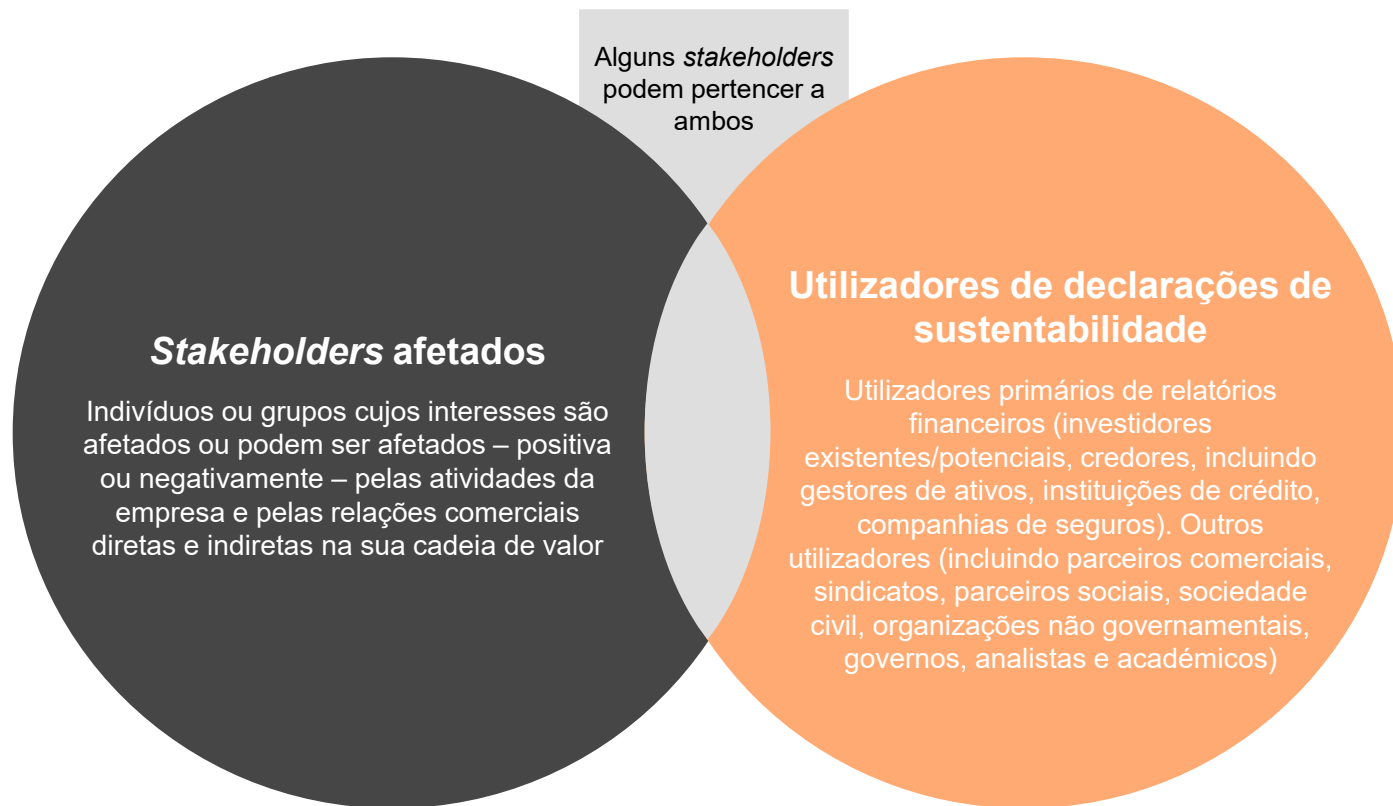 Alguns stakeholders
podem pertencer a
ambos
Stakeholders afetados
Indivíduos ou grupos cujos interesses são
afetados ou podem ser afetados – positiva
ou negativamente – pelas atividades da
empresa e pelas relações comerciais
diretas e indiretas na sua cadeia de valor
Utilizadores de declarações de
sustentabilidade
Utilizadores primários de relatórios
financeiros (investidores
existentes/potenciais, credores, incluindo
gestores de ativos, instituições de crédito,
companhias de seguros). Outros
utilizadores (incluindo parceiros comerciais,
sindicatos, parceiros sociais, sociedade
civil, organizações não governamentais,
governos, analistas e académicos)